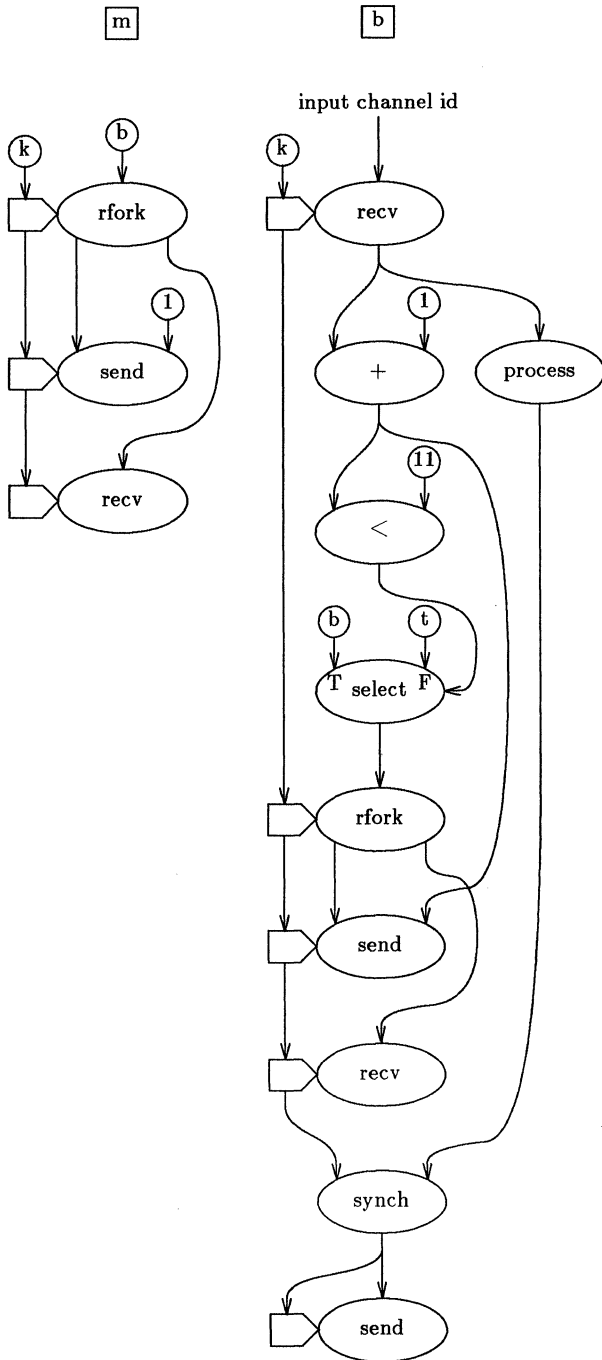 m
b
input channel id
b
k
k
rfork
recv
1
1
send
+
process
11
recv
<
b
t
T select F
rfork
send
recv
synch
send